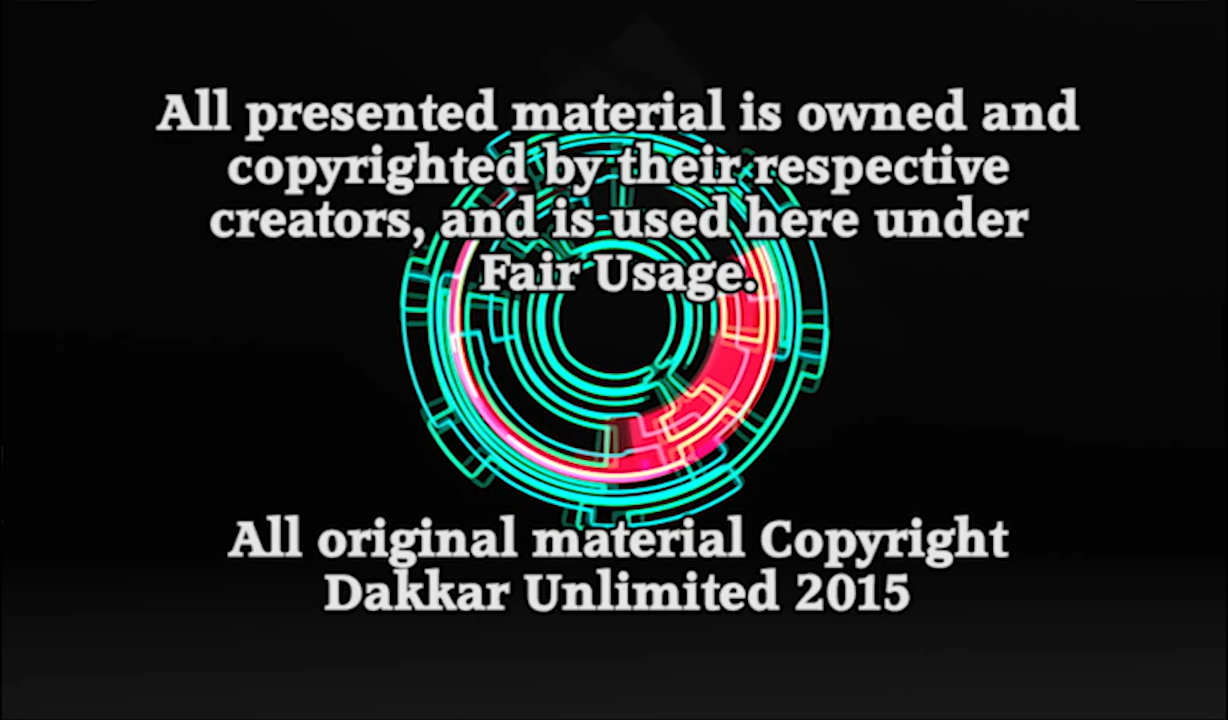 All presented material is owned and
copyrighted by their respective
creators, and is used here under
Fair Usage.
All original material Copyright
Dakkar Unlimited 2015